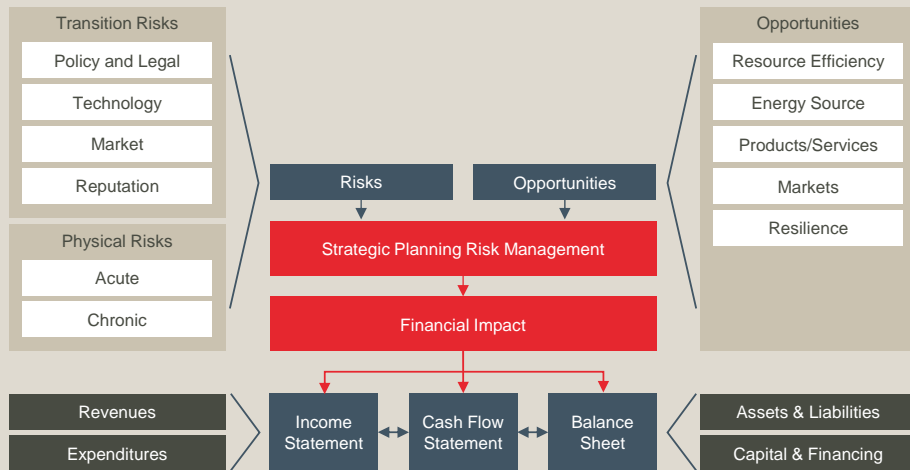 Transition Risks
Policy and Legal
Technology
Market
Reputation
Physical Risks
Acute
Chronic
Risks
Opportunities
Strategic Planning Risk Management
Financial Impact
Opportunities
Resource Efficiency
Energy Source
Products/Services
Markets
Resilience
Revenues
Expenditures
Income
Statement
Cash Flow
Statement
Balance
Sheet
Assets & Liabilities
Capital & Financing